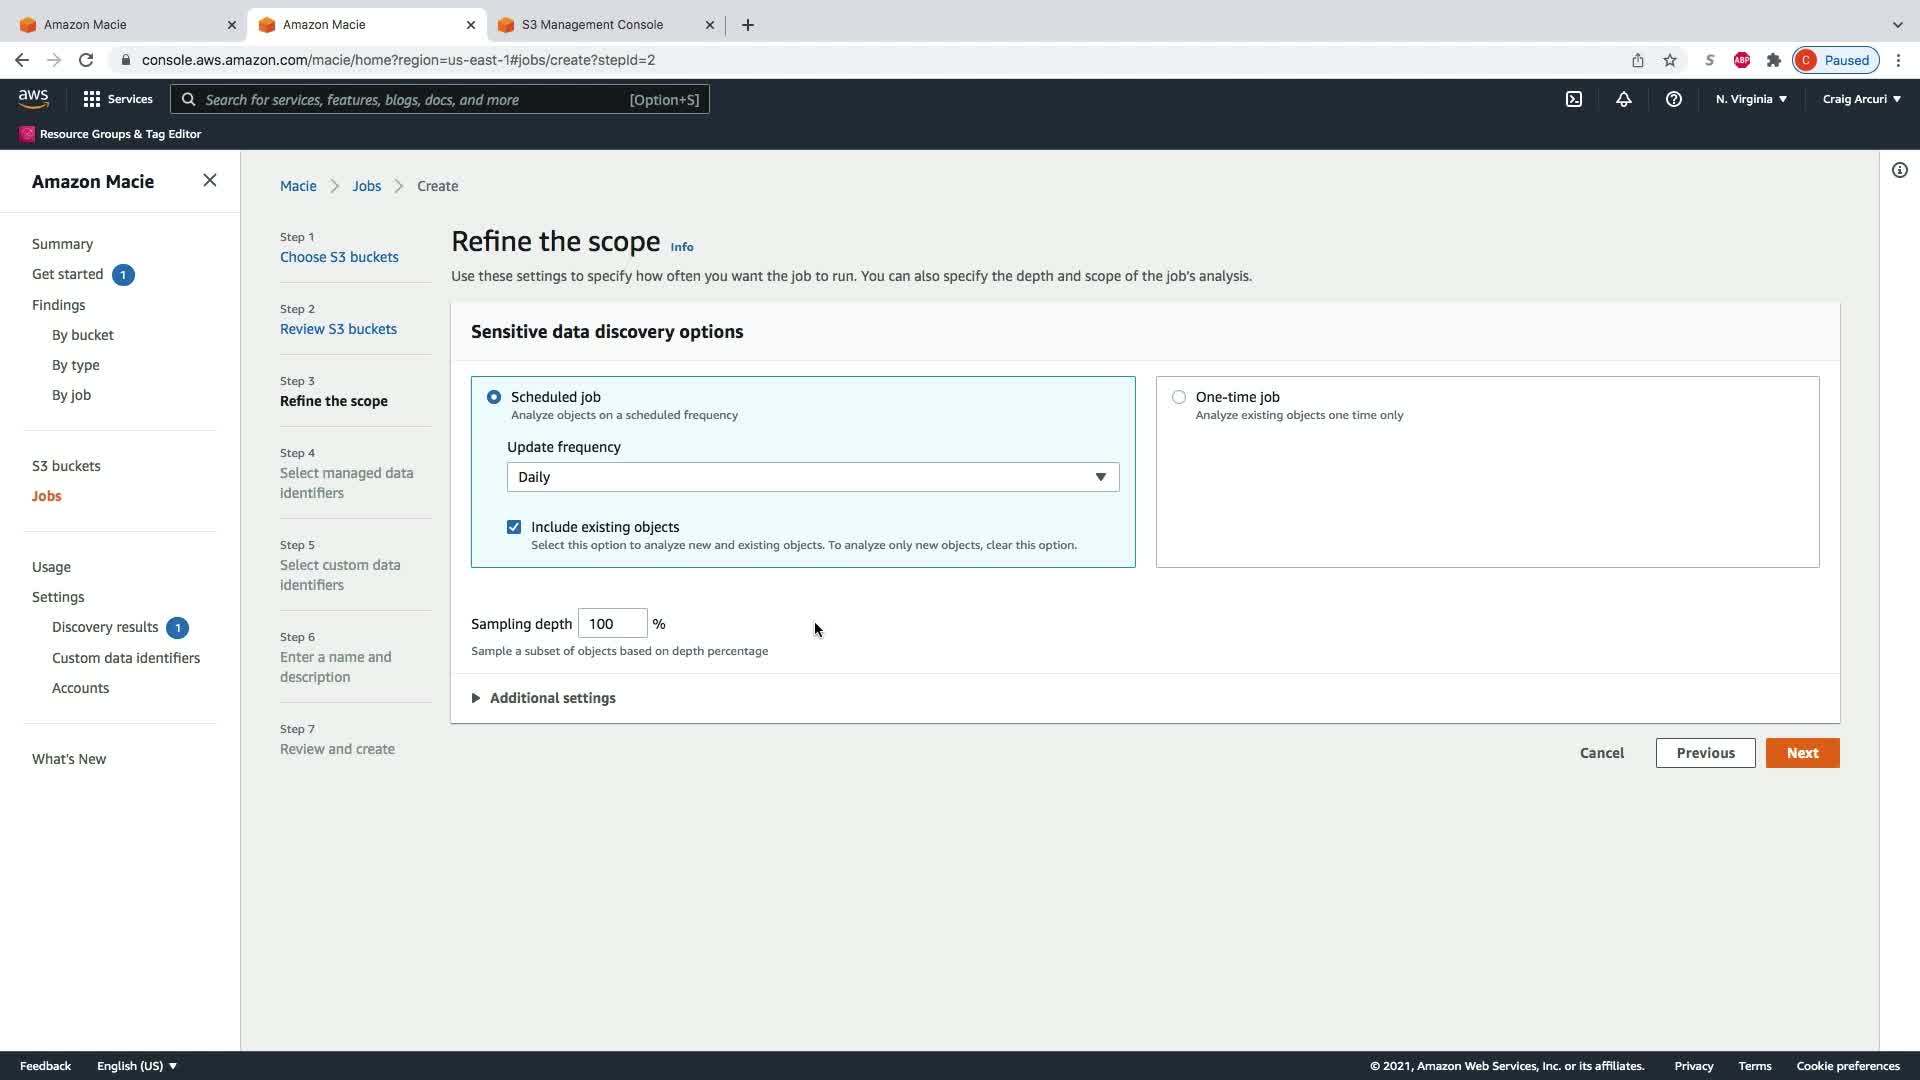 Amazon Macie
Amazon Macie
S3 Management Console
console.aws.amazon.com/macie/home?region=us-east-1#jobs/create?stepId=2
S
ABP
C
Paused
aws
Services
Search for services, features, blogs, docs, and more
[Option+S]
N. Virginia
Craig Arcuri
Resource Groups & Tag Editor
Amazon Macie
Summary
Get started 1
Findings
By bucket
By type
By job
S3 buckets
Jobs
Usage
Settings
Discovery results 1
Custom data identifiers
Accounts
What's New
Macie
Jobs
Create
Step 1
Choose S3 buckets
Step 2
Review S3 buckets
Step 3
Refine the scope
Step 4
Select managed data
identifiers
Step 5
Select custom data
identifiers
Step 6
Enter a name and
description
Step 7
Review and create
Refine the scope Info
Use these settings to specify how often you want the job to run. You can also specify the depth and scope of the job's analysis.
Sensitive data discovery options
Scheduled job
Analyze objects on a scheduled frequency
Update frequency
Daily
Include existing objects
Select this option to analyze new and existing objects. To analyze only new objects, clear this option.
One-time job
Analyze existing objects one time only
Sampling depth 100 %
Sample a subset of objects based on depth percentage
Additional settings
Cancel
Previous
Next
Feedback
English (US)
© 2021, Amazon Web Services, Inc. or its affiliates.
Privacy
Terms
Cookie preferences